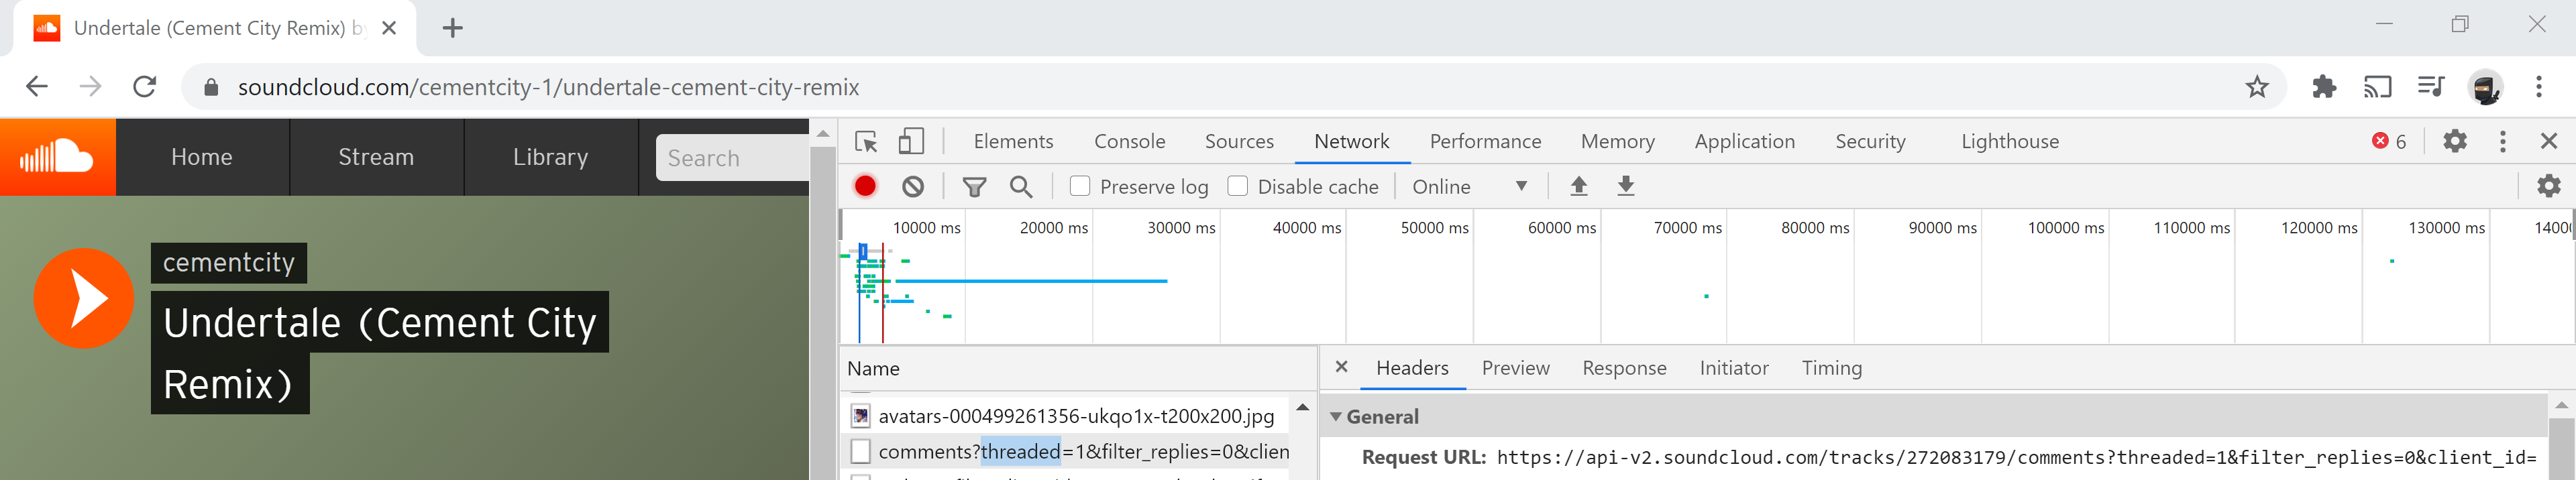 Undertale (Cement City Remix) by
soundcloud.com/cementcity-1/undertale-cement-city-remix
Home
Stream
Library
Search
cementcity
Undertale (Cement City
Remix)
Elements
Console
Sources
Network
Performance
Memory
Application
Security
Lighthouse
6
Preserve log
Disable cache
Online
10000 ms
20000 ms
30000 ms
40000 ms
50000 ms
60000 ms
70000 ms
80000 ms
90000 ms
100000 ms
110000 ms
120000 ms
130000 ms
14000
Name
avatars-000499261356-ukqo1x-t200x200.jpg
comments?threaded=1&filter_replies=0&clien
Headers
Preview
Response
Initiator
Timing
General
Request URL: https://api-v2.soundcloud.com/tracks/272083179/comments?threaded=1&filter_replies=0&client_id=